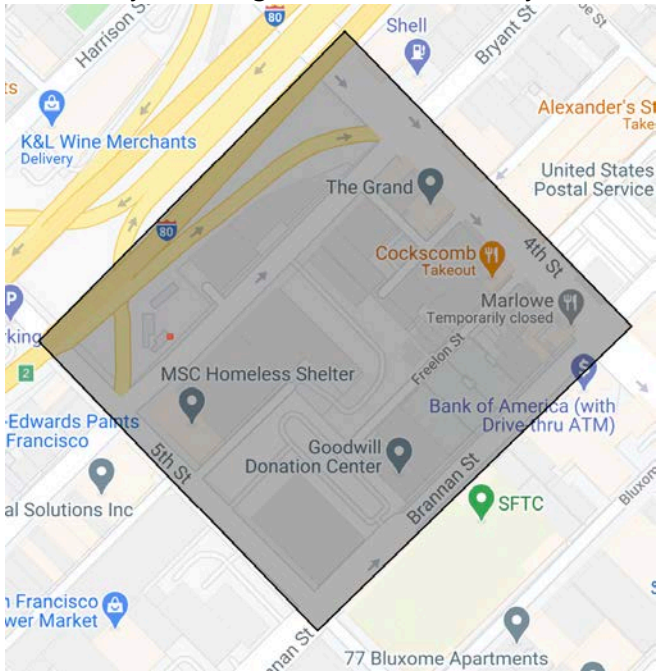 Harrison St
80
Shell
Bryant St
Alexander's St
Take-
K&L Wine Merchants
Delivery
The Grand
United States
Postal Service
80
Cockscomb
Takeout
4th St
Marlowe
Temporarily closed
P
king
2
Freelon St
MSC Homeless Shelter
Bank of America (with
Drive-thru ATM)
-Edwards Paints
Francisco
5th St
Goodwill
Donation Center
Brannan St
al Solutions Inc
SFTC
Bluxome
n Francisco
wer Market
nnan St
77 Bluxome Apartments